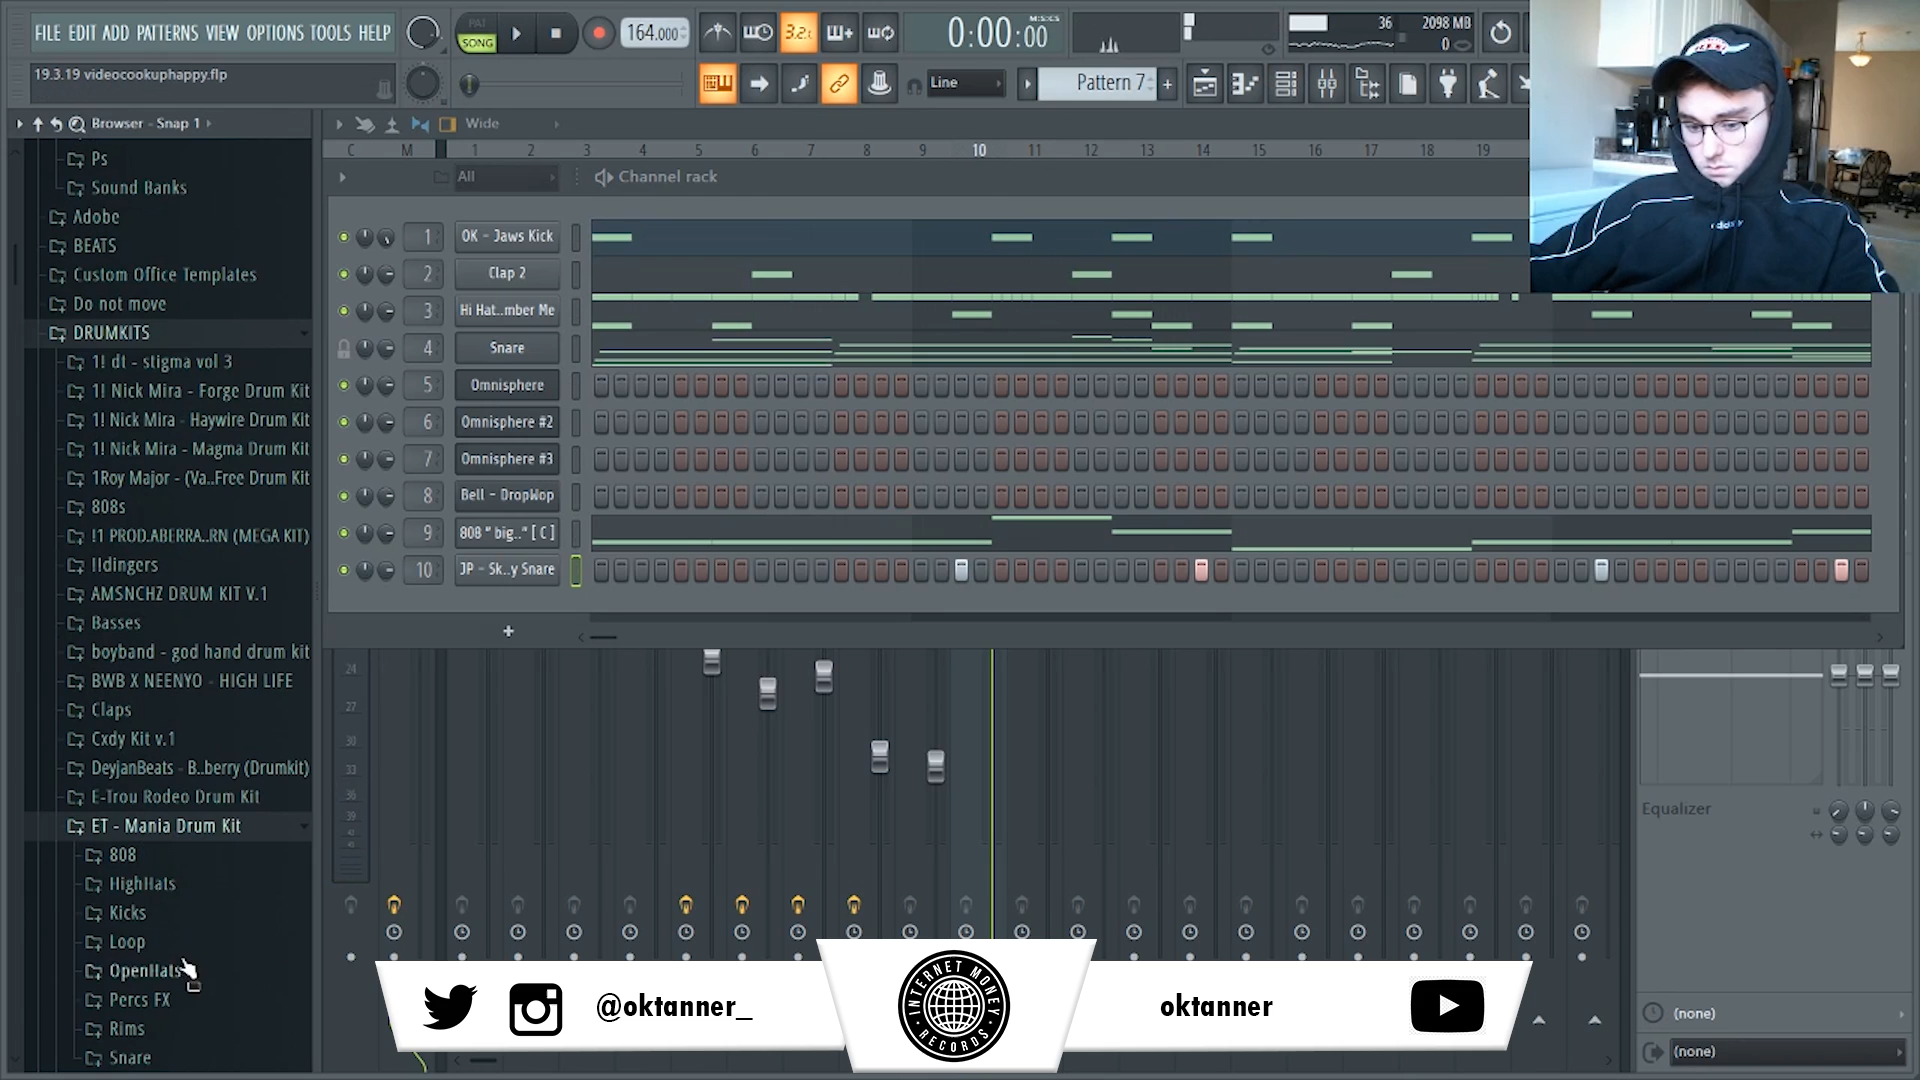 FILE EDIT ADD PATTERNS VIEW OPTIONS TOOLS HELP
PAT
SONG
164.000
3.2.
0:00:00
M:S:CS
36
2098 MB
0
19.3.19 videocookuphappy.flp
Line
Pattern 7
Browser - Snap 1
Wide
C M 1 2 3 4 5 6 7 8 9 10 11 12 13 14 15 16 17 18 19
All
Channel rack
Ps
Sound Banks
Adobe
BEATS
Custom Office Templates
Do not move
DRUMKITS
1! dt - stigma vol 3
1! Nick Mira - Forge Drum Kit
1! Nick Mira - Haywire Drum Kit
1! Nick Mira - Magma Drum Kit
1Roy Major - (Va..Free Drum Kit
808s
!1 PROD.ABERRA..RN (MEGA KIT)
!ldingers
AMSNCHZ DRUM KIT V.1
Basses
boyband - god hand drum kit
BWB X NEENYO - HIGH LIFE
Claps
Cxdy Kit v.1
DeyjanBeats - B..berry (Drumkit)
E-Trou Rodeo Drum Kit
ET - Mania Drum Kit
808
HighHats
Kicks
Loop
OpenHats
Percs FX
Rims
Snare
1 OK - Jaws Kick
2 Clap 2
3 Hi Hat..mber Me
4 Snare
5 Omnisphere
6 Omnisphere #2
7 Omnisphere #3
8 Bell - DropWop
9 808 " big.." [ C ]
10 JP - Sk..y Snare
+
24
27
30
33
36
39
Equalizer
(none)
(none)
@oktanner_
INTERNET MONEY
RECORDS
oktanner